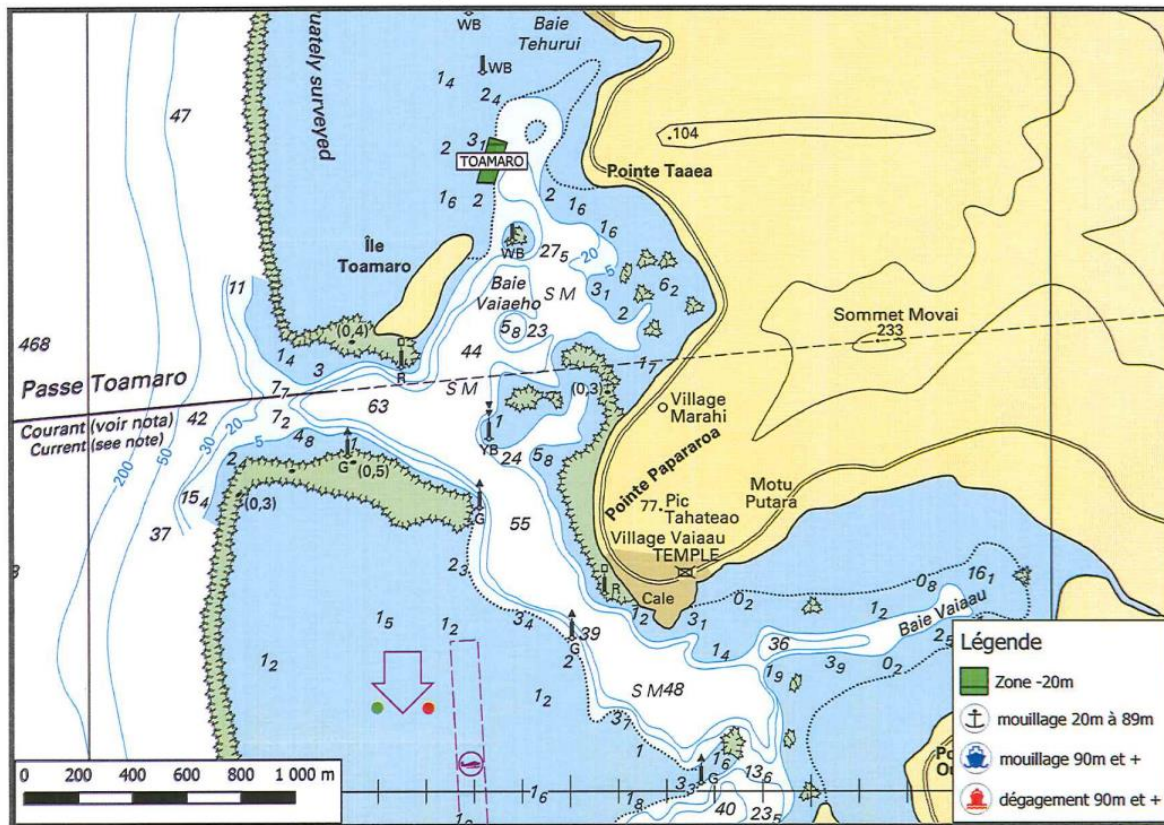 WB
Baie
Tehurui
WB
1₄
2₄
47
uately surveyed
.104
2
3₁
TOAMARO
Pointe Taaea
1₆
2
2
1₆
1₆
Île
Toamaro
WB
27₅
20
5
Baie
Vaiaeho
S M
3₁
6₂
2
11
5₈
23
Sommet Movai
233
468
(0,4)
1₄
3
44
R
1₇
Passe Toamaro
7₇
S M
(0,3)
63
Village
Marahi
Courant (voir nota)
Current (see note)
42
7₂
1
30
20
5
4₈
1
G
(0,5)
YB
24
5₈
Pointe Papararoa
200
50
2
15₄
(0,3)
77.
Pic
Tahateao
Motu
Putara
37
G
55
Village Vaiaau
TEMPLE
2₃
R
Cale
0₂
0₈
16₁
1₂
3₁
1₂
Baie Vaiaau
1₅
1₂
3₄
39
G
2
1₄
36
3₉
0₂
2₅
1₂
1₂
S M
48
1₉
3₇
1
1₆
3₃
G
13₆
1₆
1₈
40
23₅
Légende
Zone -20m
mouillage 20m à 89m
mouillage 90m et +
dégagement 90m et +
0 200 400 600 800 1 000 m